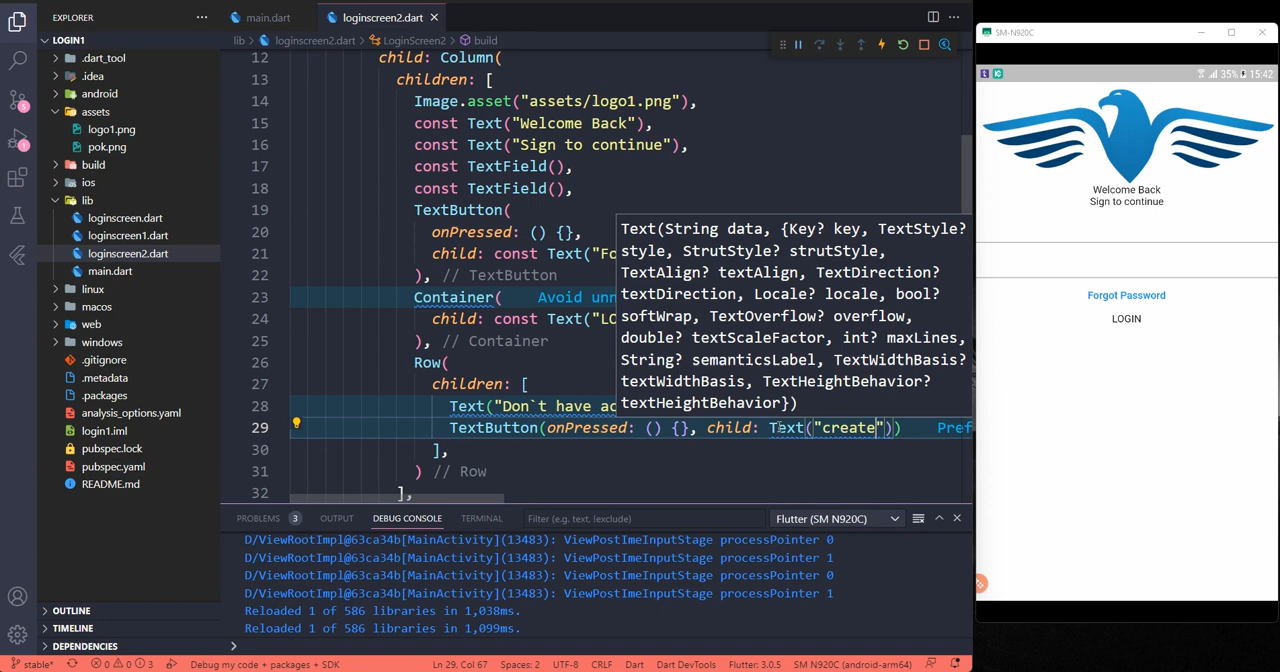 EXPLORER
LOGIN1
.dart_tool
.idea
android
assets
logo1.png
pok.png
build
ios
lib
loginscreen.dart
loginscreen1.dart
loginscreen2.dart
main.dart
linux
macos
web
windows
.gitignore
.metadata
.packages
analysis_options.yaml
login1.iml
pubspec.lock
pubspec.yaml
README.md
OUTLINE
TIMELINE
DEPENDENCIES
5
1
main.dart
loginscreen2.dart
lib > loginscreen2.dart > LoginScreen2 > build
12 child: Column(
13 children: [
14 Image.asset("assets/logo1.png"),
15 const Text("Welcome Back"),
16 const Text("Sign to continue"),
17 const TextField(),
18 const TextField(),
19 TextButton(
20 onPressed: () {},
21 child: const Text("Fo
22 ), // TextButton
23 Container( Avoid unn
24 child: const Text("LO
25 ), // Container
26 Row(
27 children: [
28 Text("Don`t have ac
29 TextButton(onPressed: () {}, child: Text("create")) Pref
30 ],
31 ) // Row
32 ],
Text(String data, {Key? key, TextStyle?
style, StrutStyle? strutStyle,
TextAlign? textAlign, TextDirection?
textDirection, Locale? locale, bool?
softWrap, TextOverflow? overflow,
double? textScaleFactor, int? maxLines,
String? semanticsLabel, TextWidthBasis?
textWidthBasis, TextHeightBehavior?
textHeightBehavior})
PROBLEMS 3 OUTPUT DEBUG CONSOLE TERMINAL Filter (e.g. text, !exclude) Flutter (SM N920C)
D/ViewRootImpl@63ca34b[MainActivity](13483): ViewPostImeInputStage processPointer 0
D/ViewRootImpl@63ca34b[MainActivity](13483): ViewPostImeInputStage processPointer 1
D/ViewRootImpl@63ca34b[MainActivity](13483): ViewPostImeInputStage processPointer 0
D/ViewRootImpl@63ca34b[MainActivity](13483): ViewPostImeInputStage processPointer 1
Reloaded 1 of 586 libraries in 1,038ms.
Reloaded 1 of 586 libraries in 1,099ms.
stable* 0 0 3 Debug my code + packages + SDK Ln 29, Col 67 Spaces: 2 UTF-8 CRLF Dart Dart DevTools Flutter: 3.0.5 SM N920C (android-arm64)
SM-N920C
35% 15:42
Welcome Back
Sign to continue
Forgot Password
LOGIN